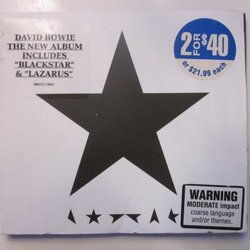 DAVID BOWIE
THE NEW ALBUM
INCLUDES
"BLACKSTAR"
& "LAZARUS"
2 FOR $40
or $21.99 each
WARNING
MODERATE impact
coarse language
and/or themes.